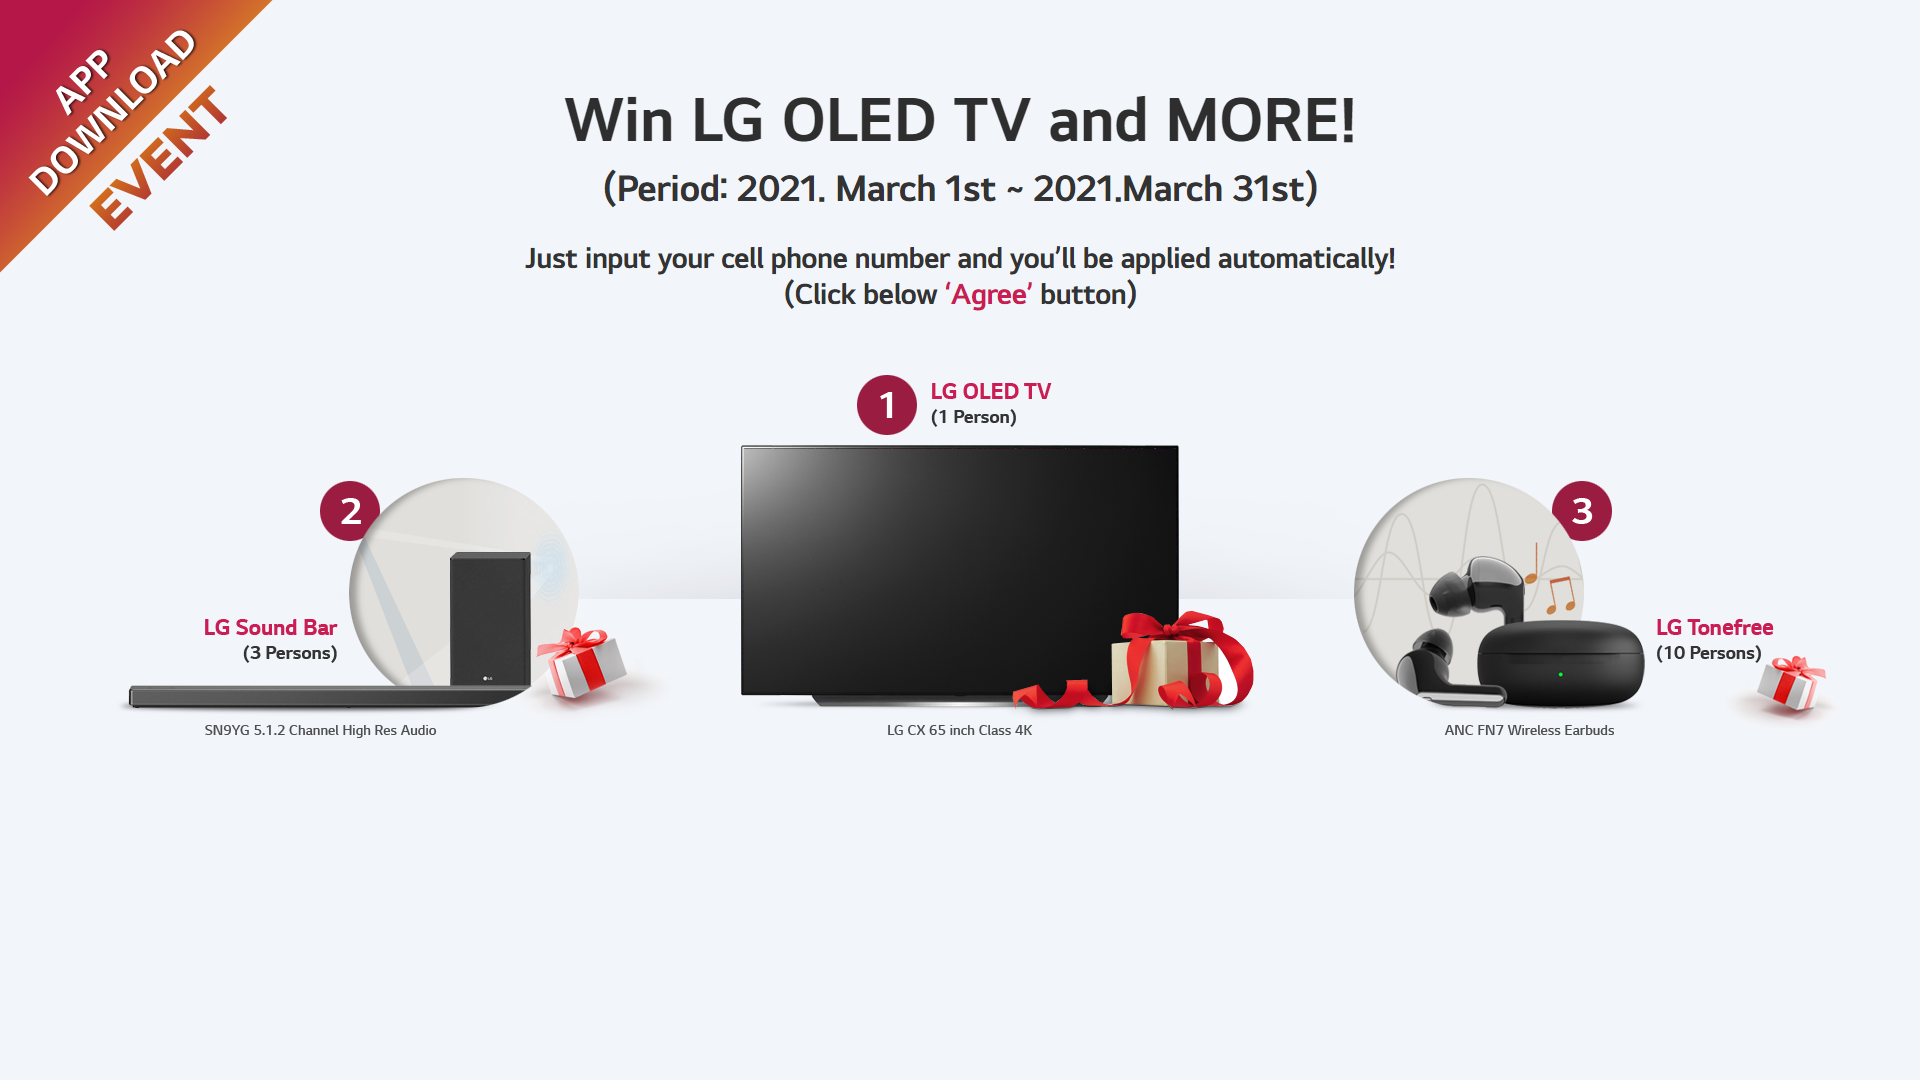 APP
DOWNLOAD
EVENT
Win LG OLED TV and MORE!
(Period: 2021. March 1st ~ 2021.March 31st)
Just input your cell phone number and you’ll be applied automatically!
(Click below ‘Agree’ button)
1
LG OLED TV
(1 Person)
2
LG Sound Bar
(3 Persons)
LG
SN9YG 5.1.2 Channel High Res Audio
LG CX 65 inch Class 4K
3
LG Tonefree
(10 Persons)
ANC FN7 Wireless Earbuds